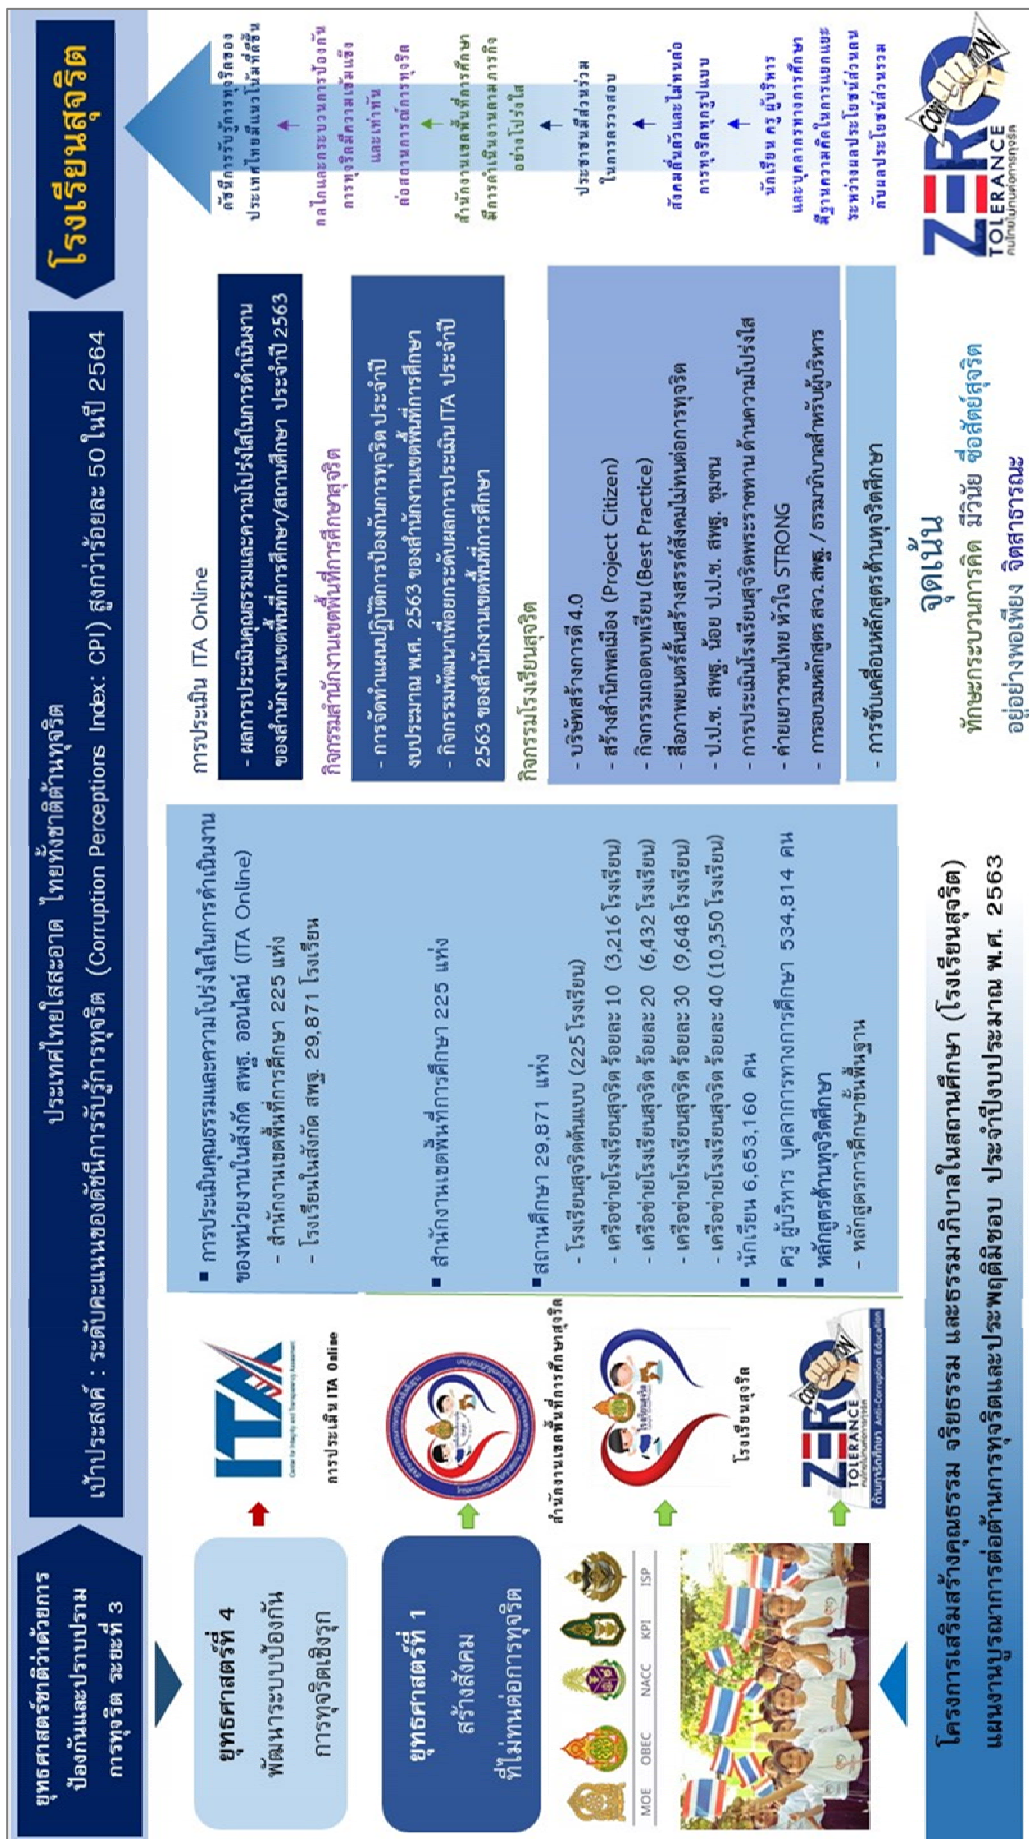 ยุทธศาสตร์ชาติว่าด้วยการ
ป้องกันและปราบปราม
การทุจริต ระยะที่ 3
ประเทศไทยใสสะอาด ไทยทั้งชาติต้านทุจริต
เป้าประสงค์ : ระดับคะแนนของดัชนีการรับรู้การทุจริต (Corruption Perceptions Index: CPI) สูงกว่าร้อยละ 50 ในปี 2564
โรงเรียนสุจริต
ยุทธศาสตร์ที่ 4
พัฒนาระบบป้องกัน
การทุจริตเชิงรุก
ITA
การประเมิน ITA Online
▪ การประเมินคุณธรรมและความโปร่งใสในการดำเนินงาน
ของหน่วยงานในสังกัด สพฐ. ออนไลน์ (ITA Online)
- สำนักงานเขตพื้นที่การศึกษา 225 แห่ง
- โรงเรียนในสังกัด สพฐ. 29,871 โรงเรียน
การประเมิน ITA Online
- ผลการประเมินคุณธรรมและความโปร่งใสในการดำเนินงาน
ของสำนักงานเขตพื้นที่การศึกษา/สถานศึกษา ประจำปี 2563
ยุทธศาสตร์ที่ 1
สร้างสังคม
ที่ไม่ทนต่อการทุจริต
MOE OBEC NACC KPI ISP
สำนักงานเขตพื้นที่การศึกษาสุจริต
โรงเรียนสุจริต
ZERO
CORRUPTION
TOLERANCE
คนไทยไม่ทนต่อการทุจริต
ต้านทุจริตศึกษา Anti-Corruption Education
▪ สำนักงานเขตพื้นที่การศึกษา 225 แห่ง
▪ สถานศึกษา 29,871 แห่ง
- โรงเรียนสุจริตต้นแบบ (225 โรงเรียน)
- เครือข่ายโรงเรียนสุจริต ร้อยละ 10 (3,216 โรงเรียน)
- เครือข่ายโรงเรียนสุจริต ร้อยละ 20 (6,432 โรงเรียน)
- เครือข่ายโรงเรียนสุจริต ร้อยละ 30 (9,648 โรงเรียน)
- เครือข่ายโรงเรียนสุจริต ร้อยละ 40 (10,350 โรงเรียน)
▪ นักเรียน 6,653,160 คน
▪ ครู ผู้บริหาร บุคลากรทางการศึกษา 534,814 คน
▪ หลักสูตรต้านทุจริตศึกษา
- หลักสูตรการศึกษาขั้นพื้นฐาน
กิจกรรมสำนักงานเขตพื้นที่การศึกษาสุจริต
- การจัดทำแผนปฏิบัติการป้องกันการทุจริต ประจำปี
งบประมาณ พ.ศ. 2563 ของสำนักงานเขตพื้นที่การศึกษา
- กิจกรรมพัฒนาเพื่อยกระดับผลการประเมิน ITA ประจำปี
2563 ของสำนักงานเขตพื้นที่การศึกษา
กิจกรรมโรงเรียนสุจริต
- บริษัทสร้างการดี 4.0
- สร้างสำนึกพลเมือง (Project Citizen)
- กิจกรรมถอดบทเรียน (Best Practice)
- สื่อภาพยนตร์สั้นสร้างสรรค์สังคมไม่ทนต่อการทุจริต
- ป.ป.ช. สพฐ. น้อย ป.ป.ช. สพฐ. ชุมชน
- การประเมินโรงเรียนสุจริตพระราชทาน ด้านความโปร่งใส
- ค่ายเยาวชนไทย หัวใจ STRONG
- การอบรมหลักสูตร สจว. สพฐ. / ธรรมาภิบาลสำหรับผู้บริหาร
- การขับเคลื่อนหลักสูตรต้านทุจริตศึกษา
ดัชนีการรับรู้การทุจริตของ
ประเทศไทยมีแนวโน้มที่ดีขึ้น
กลไกและกระบวนการป้องกัน
การทุจริตมีความเข้มแข็ง
และเท่าทัน
ต่อสถานการณ์การทุจริต
สำนักงานเขตพื้นที่การศึกษา
มีการดำเนินงานตามภารกิจ
อย่างโปร่งใส
ประชาชนมีส่วนร่วม
ในการตรวจสอบ
สังคมตื่นตัวและไม่ทนต่อ
การทุจริตทุกรูปแบบ
นักเรียน ครู ผู้บริหาร
และบุคลากรทางการศึกษา
มีฐานความคิดในการแยกแยะ
ระหว่างผลประโยชน์ส่วนตน
กับผลประโยชน์ส่วนรวม
โครงการเสริมสร้างคุณธรรม จริยธรรม และธรรมาภิบาลในสถานศึกษา (โรงเรียนสุจริต)
แผนงานบูรณาการต่อต้านการทุจริตและประพฤติมิชอบ ประจำปีงบประมาณ พ.ศ. 2563
จุดเน้น
ทักษะกระบวนการคิด มีวินัย ซื่อสัตย์สุจริต
อยู่อย่างพอเพียง จิตสาธารณะ
ZERO
CORRUPTION
TOLERANCE
คนไทยไม่ทนต่อการทุจริต